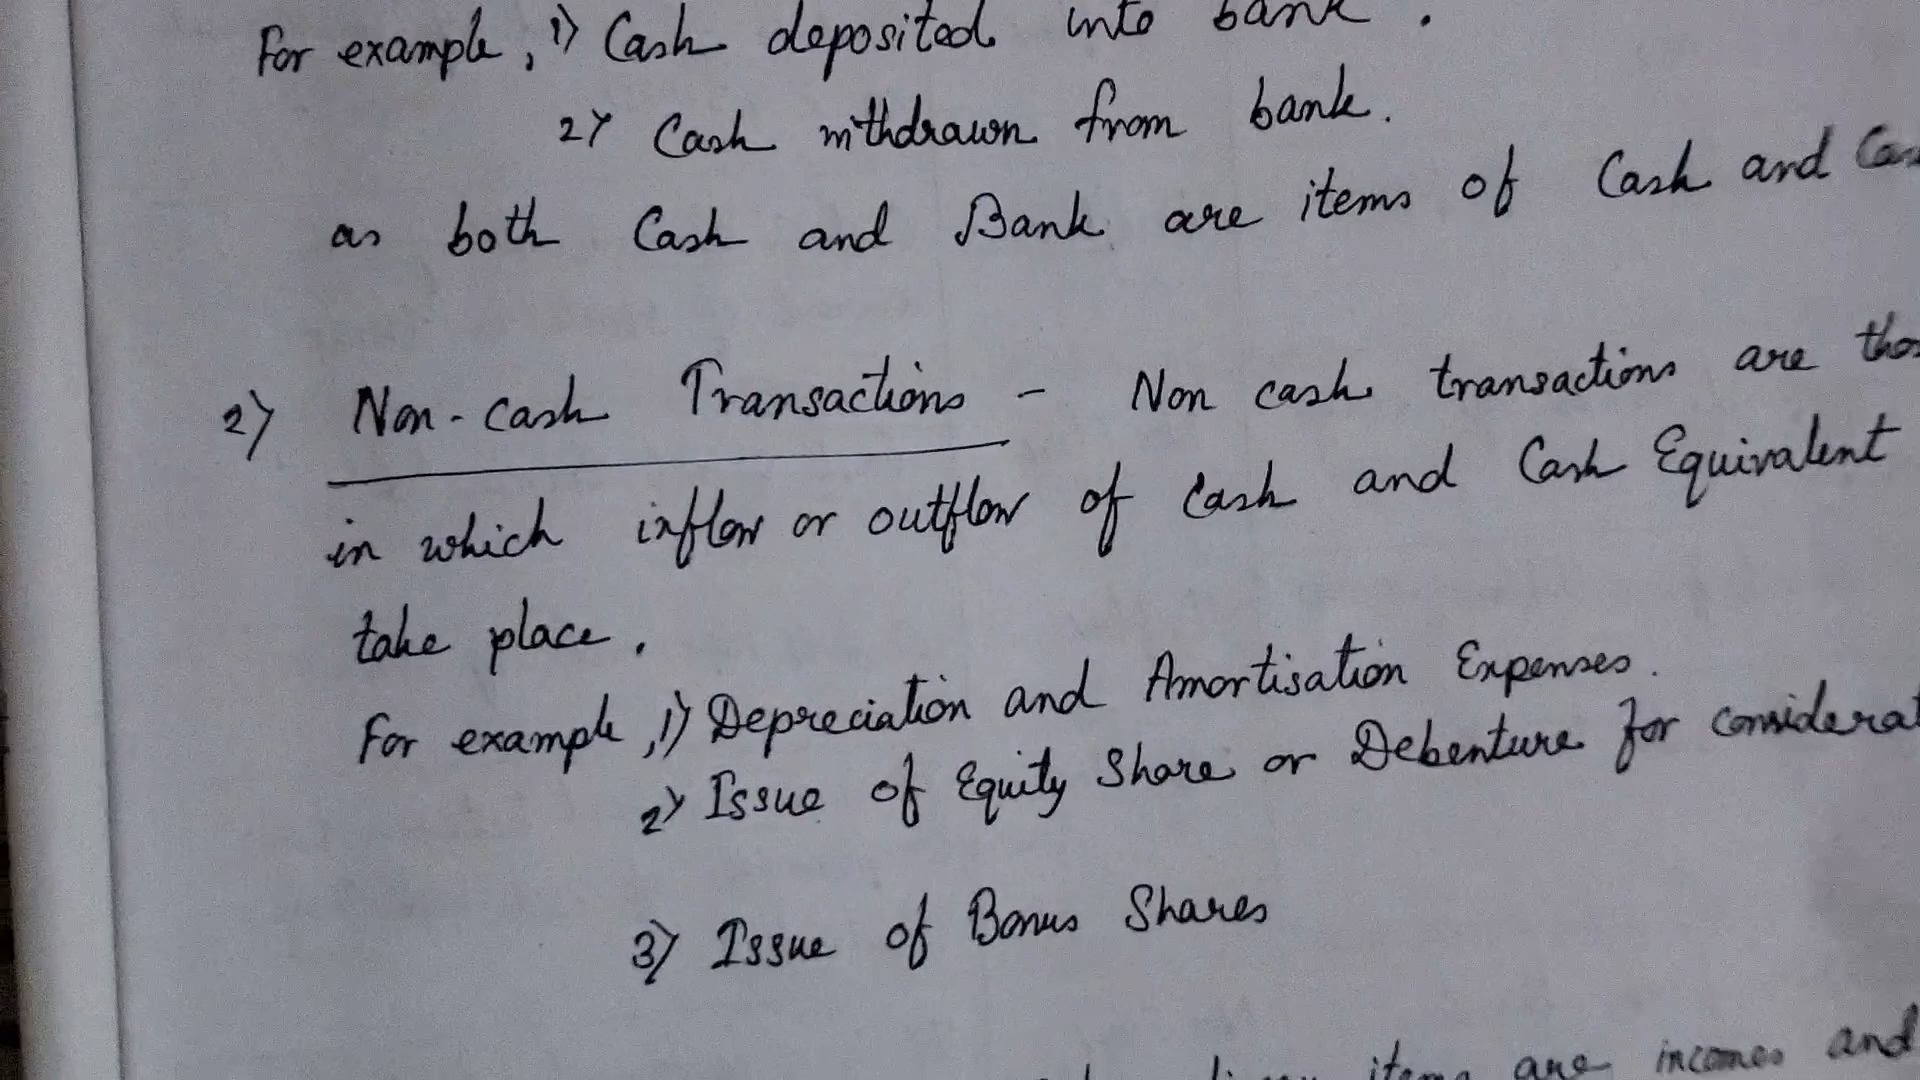 For example, 1) Cash deposited into bank.
2) Cash withdrawn from bank.
as both Cash and Bank are items of Cash and
2) Non-cash Transactions - Non cash transactions are
in which inflow or outflow of Cash and Cash Equivalent
take place.
For example, 1) Depreciation and Amortisation Expenses.
2) Issue of Equity Share or Debenture for
3) Issue of Bonus Shares
are incomes and